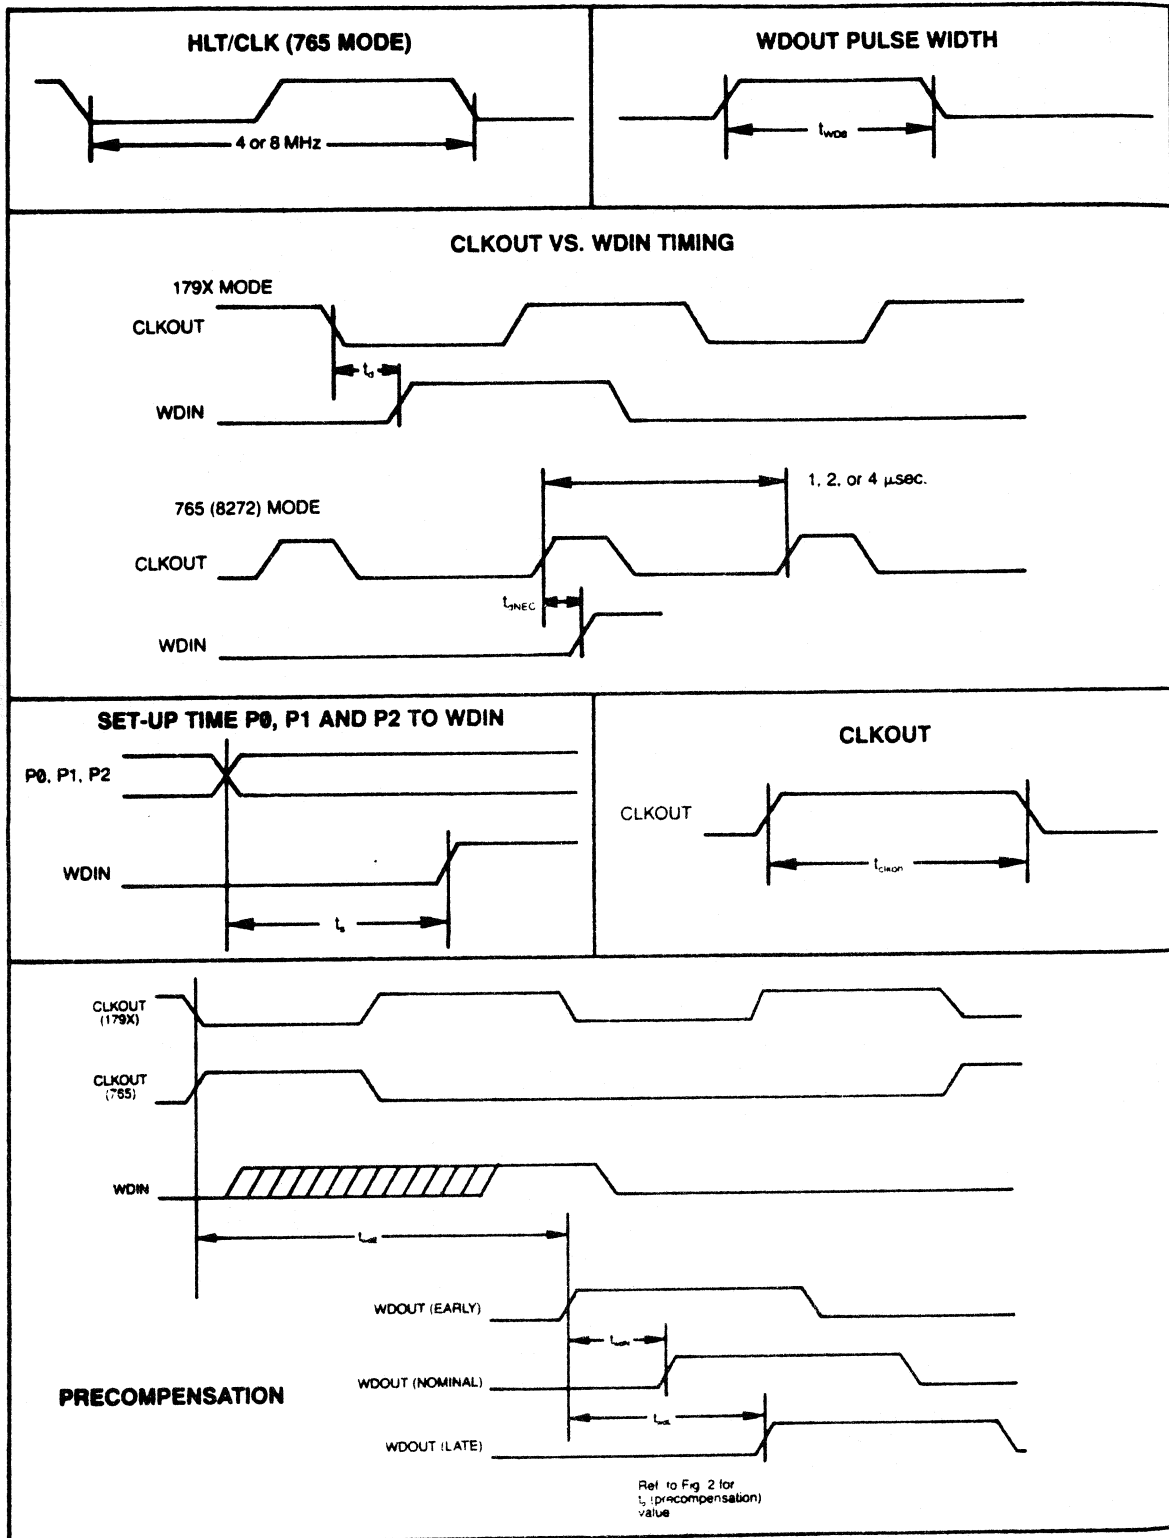 HLT/CLK (765 MODE)
4 or 8 MHz
WDOUT PULSE WIDTH
CLKOUT VS. WDIN TIMING
179X MODE
CLKOUT
t_d
WDIN
1, 2, or 4 μsec.
765 (8272) MODE
CLKOUT
WDIN
SET-UP TIME P0, P1 AND P2 TO WDIN
P0, P1, P2
WDIN
t_s
CLKOUT
CLKOUT
CLKOUT
(179X)
CLKOUT
(765)
WDIN
WDOUT (EARLY)
WDOUT (NOMINAL)
PRECOMPENSATION
WDOUT (LATE)
Ref. to Fig. 2 for
(precompensation)
value